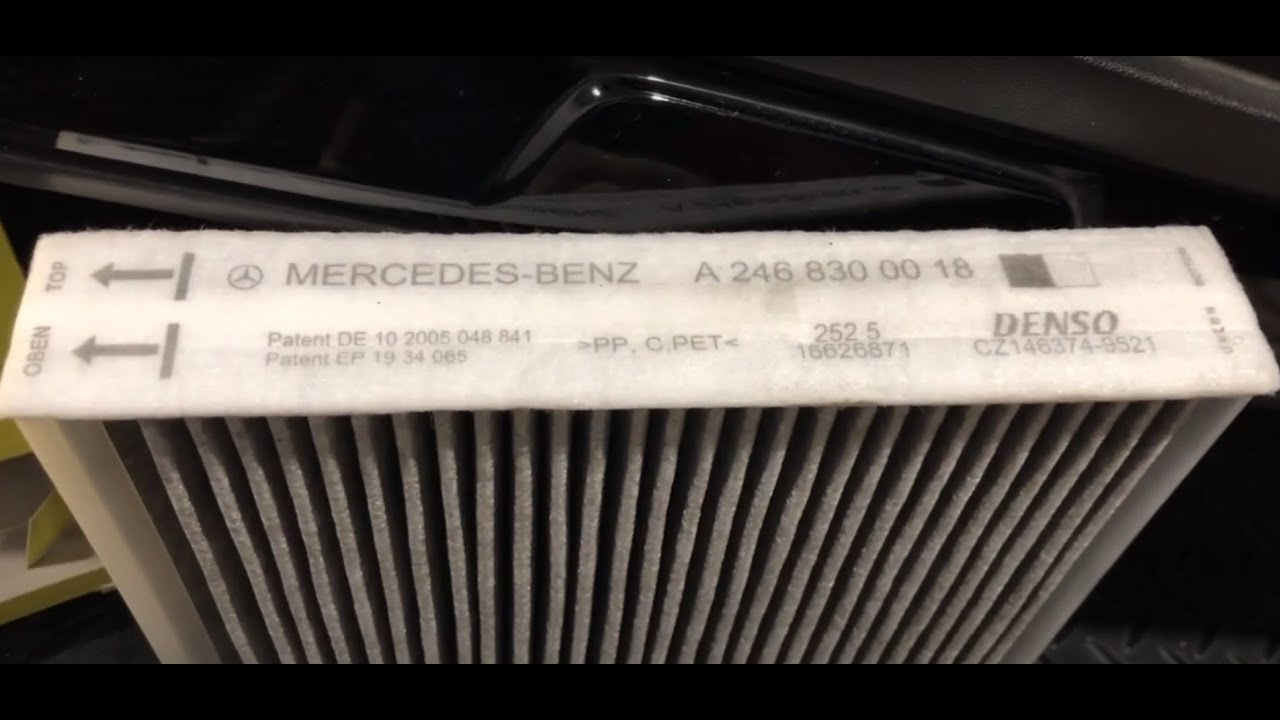 TOP
MERCEDES-BENZ A 246 830 00 18
OBEN
Patent DE 10 2005 048 841
Patent EP 19 34 065
>PP, C,PET<
252 5
16626871
DENSO
CZ146374-9521